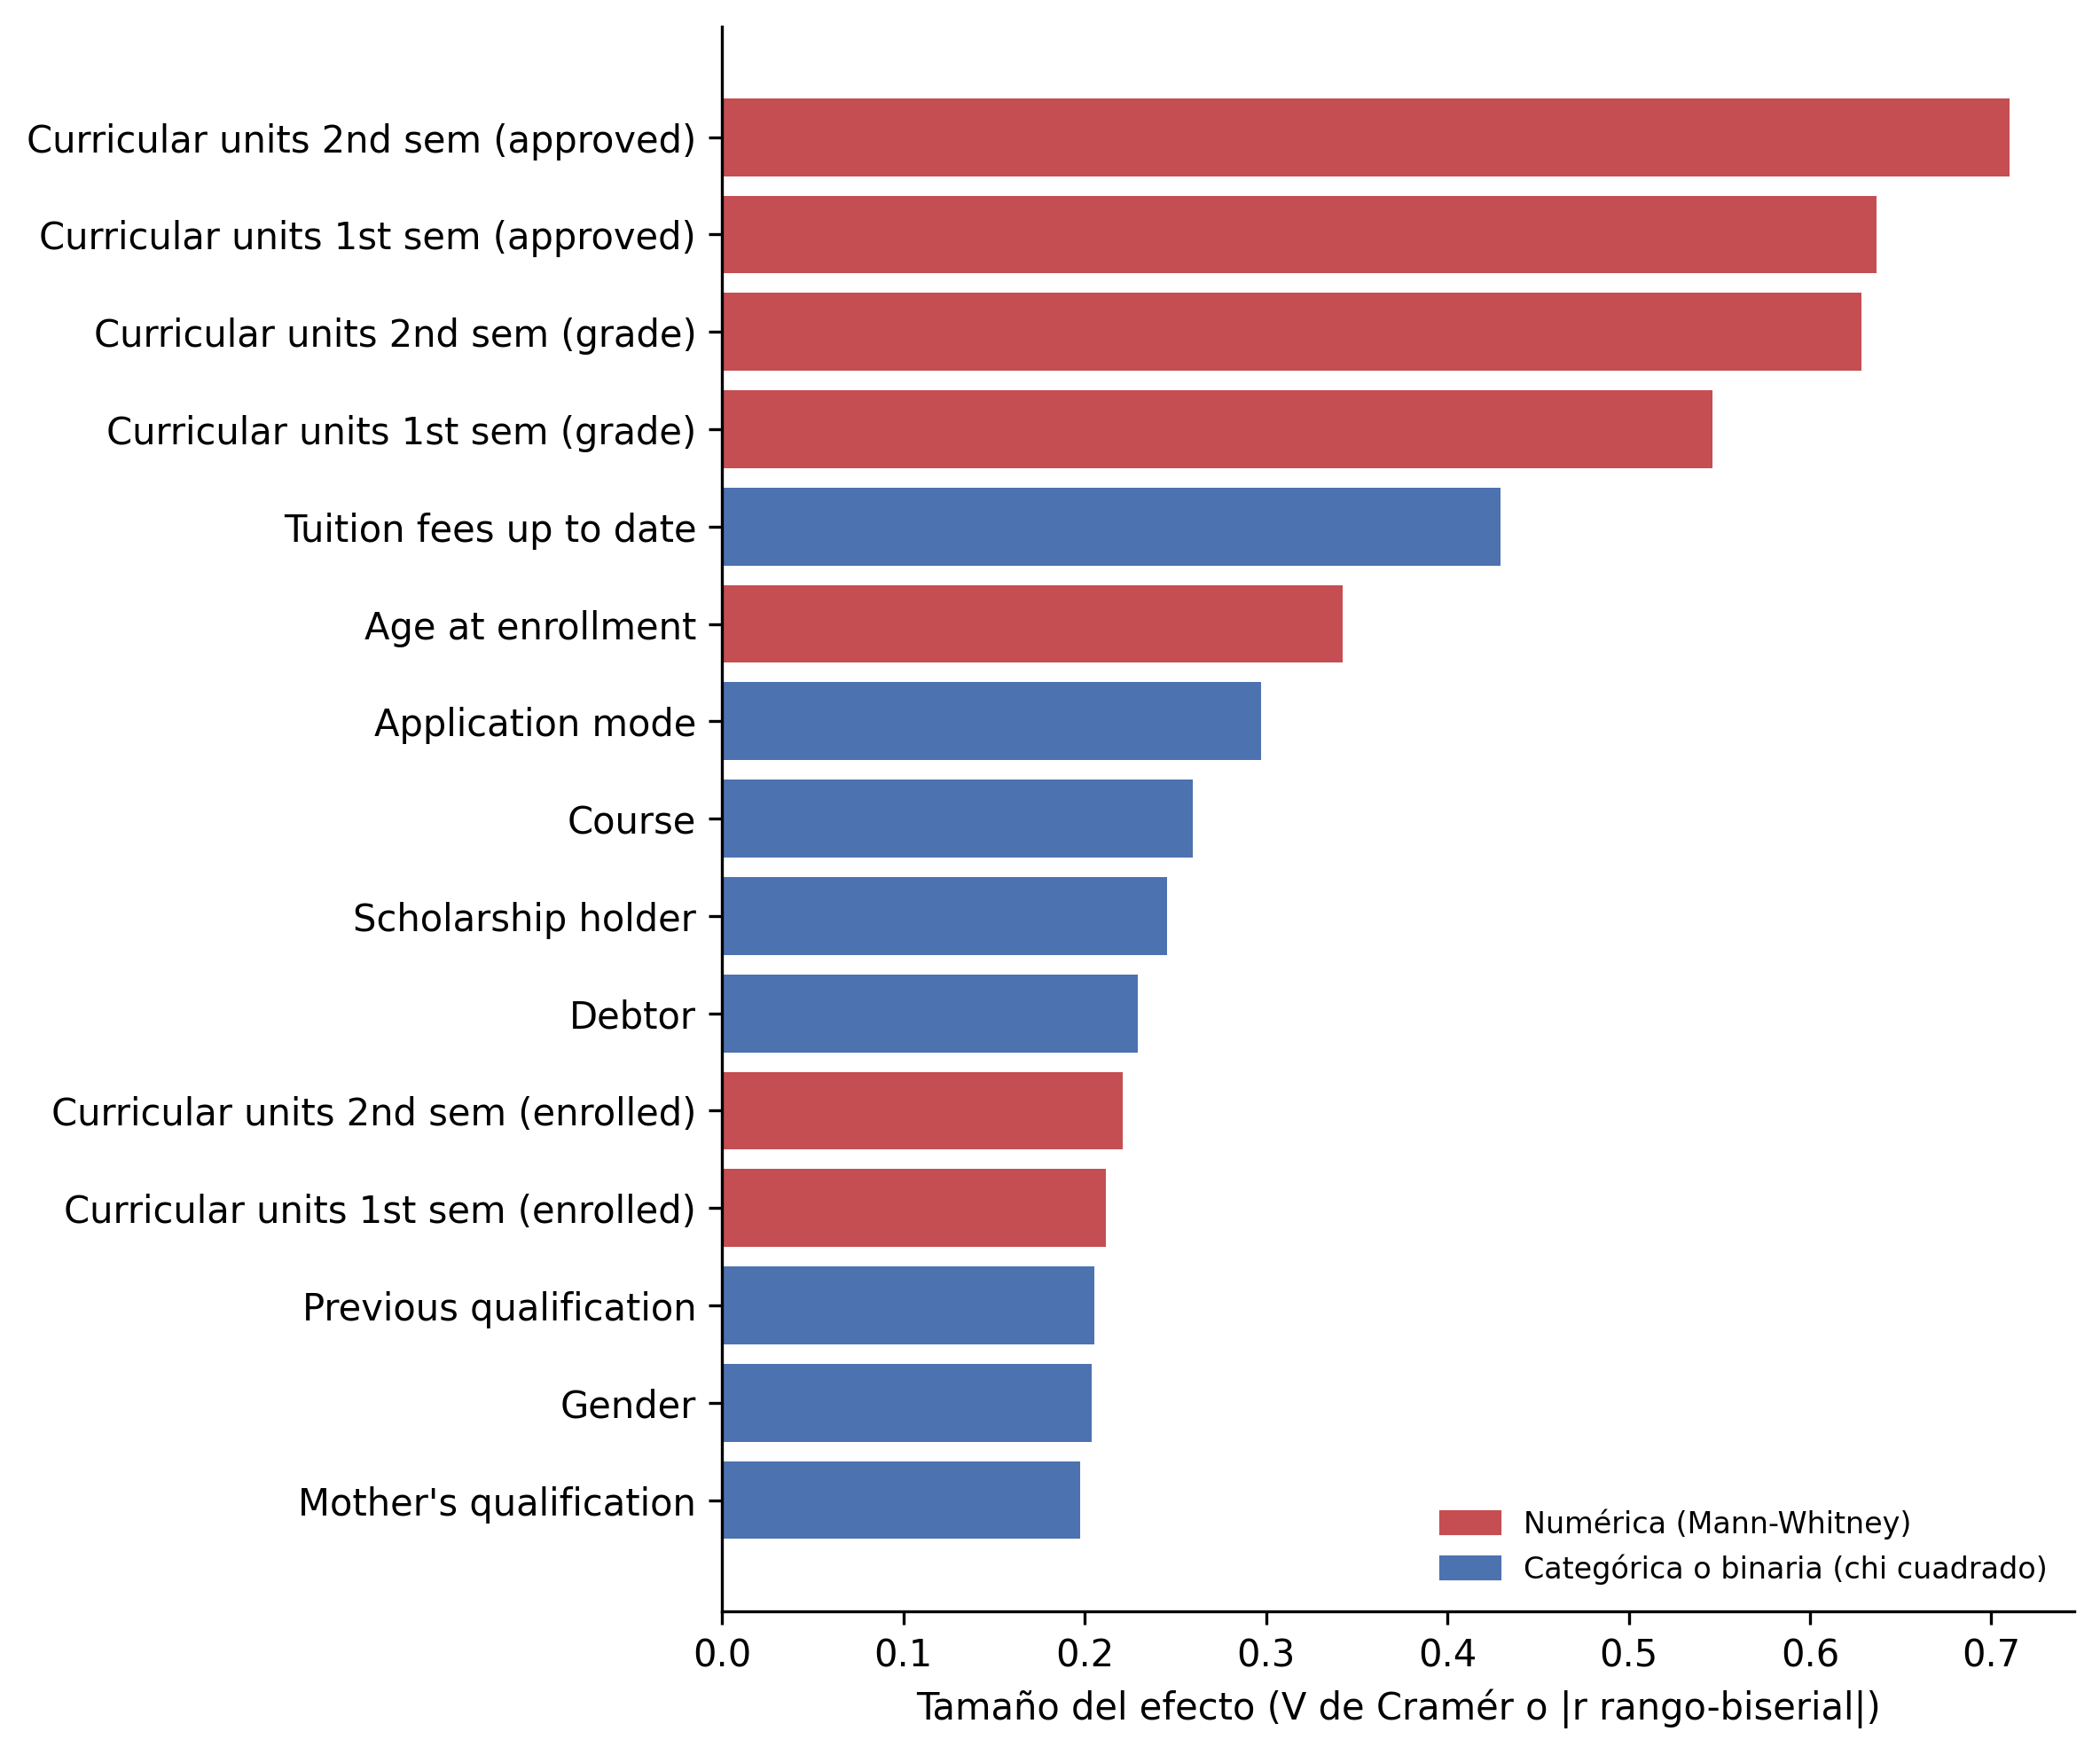 Curricular units 2nd sem (approved)
Curricular units 1st sem (approved)
Curricular units 2nd sem (grade)
Curricular units 1st sem (grade)
Tuition fees up to date
Age at enrollment
Application mode
Course
Scholarship holder
Debtor
Curricular units 2nd sem (enrolled)
Curricular units 1st sem (enrolled)
Previous qualification
Gender
Mother's qualification
Numérica (Mann-Whitney)
Categórica o binaria (chi cuadrado)
0.0 0.1 0.2 0.3 0.4 0.5 0.6 0.7
Tamaño del efecto (V de Cramér o |r rango-biserial|)